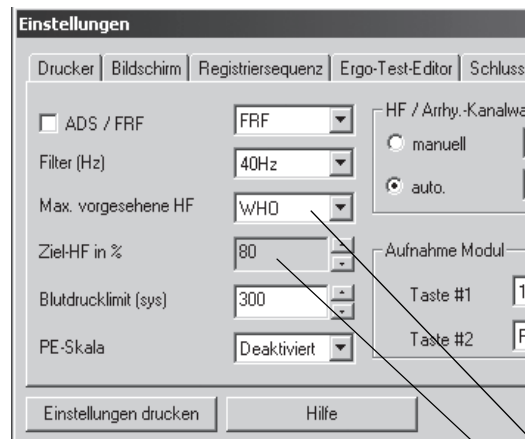 Einstellungen
Drucker Bildschirm Registriersequenz Ergo-Test-Editor
ADS / FRF FRF
Filter (Hz) 40Hz
Max. vorgesehene HF WHO
Ziel-HF in % 80
Blutdrucklimit (sys) 300
PE-Skala Deaktiviert
HF / Arrhy.-
manuell
auto.
Aufnahme Modul
Taste #1
Taste #2
Einstellungen drucken Hilfe